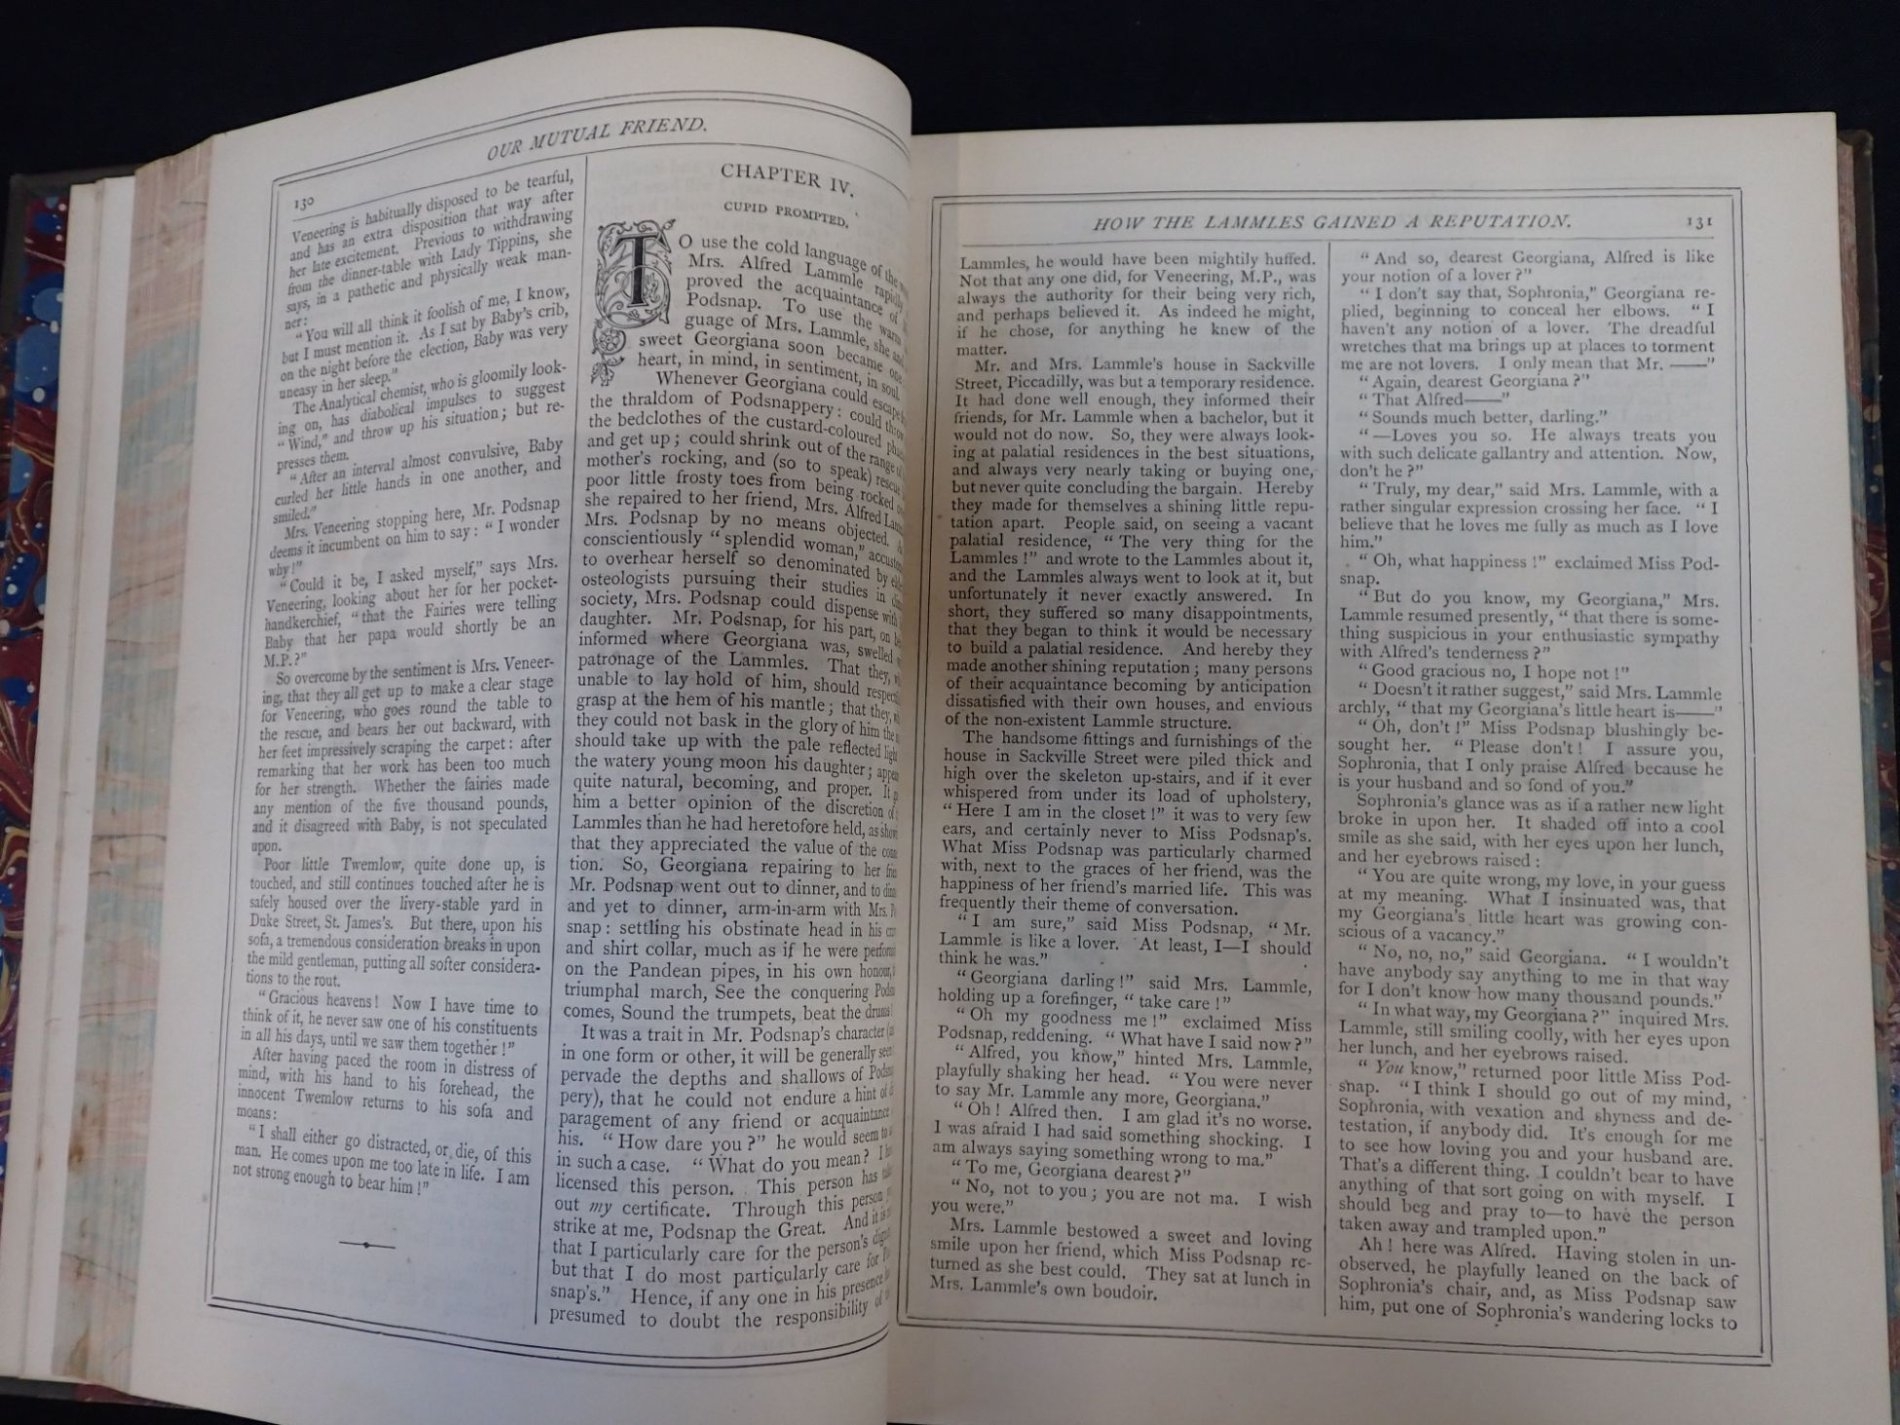 OUR MUTUAL FRIEND.
130
Veneering is habitually disposed to be tearful,
and has an extra disposition that way after
her late excitement. Previous to withdrawing
from the dinner-table with Lady Tippins, she
says, in a pathetic and physically weak man-
ner:
"You will all think it foolish of me, I know,
but I must mention it. As I sat by Baby's crib,
on the night before the election, Baby was very
uneasy in her sleep."
The Analytical chemist, who is gloomily look-
ing on, has diabolical impulses to suggest
"Wind," and throw up his situation; but re-
presses them.
"After an interval almost convulsive, Baby
curled her little hands in one another, and
smiled."
Mrs. Veneering stopping here, Mr. Podsnap
deems it incumbent on him to say: "I wonder
why!"
"Could it be, I asked myself," says Mrs.
Veneering, looking about her for her pocket-
handkerchief, "that the Fairies were telling
Baby that her papa would shortly be an
M.P.?"
So overcome by the sentiment is Mrs. Veneer-
ing, that they all get up to make a clear stage
for Veneering, who goes round the table to
the rescue, and bears her out backward, with
her feet impressively scraping the carpet: after
remarking that her work has been too much
for her strength. Whether the fairies made
any mention of the five thousand pounds,
and it disagreed with Baby, is not speculated
upon.
Poor little Twemlow, quite done up, is
touched, and still continues touched after he is
safely housed over the livery-stable yard in
Duke Street, St. James's. But there, upon his
sofa, a tremendous consideration breaks in upon
the mild gentleman, putting all softer considera-
tions to the rout.
"Gracious heavens! Now I have time to
think of it, he never saw one of his constituents
in all his days, until we saw them together!"
After having paced the room in distress of
mind, with his hand to his forehead, the
innocent Twemlow returns to his sofa and
moans:
"I shall either go distracted, or die, of this
man. He comes upon me too late in life. I am
not strong enough to bear him!"
CHAPTER IV.
CUPID PROMPTED.
TO use the cold language of the
Mrs. Alfred Lammle rapidly
proved the acquaintance of
Podsnap. To use the warm
guage of Mrs. Lammle, she and
sweet Georgiana soon became one
heart, in mind, in sentiment, in soul.
Whenever Georgiana could escape
the thraldom of Podsnappery: could throw
the bedclothes of the custard-coloured
and get up; could shrink out of the range of
mother's rocking, and (so to speak) rescue
poor little frosty toes from being rocked
she repaired to her friend, Mrs. Alfred
Mrs. Podsnap by no means objected.
conscientiously "splendid woman,"
to overhear herself so denominated by
osteologists pursuing their studies in
society, Mrs. Podsnap could dispense with
daughter. Mr. Podsnap, for his part, on
informed where Georgiana was, swelled
patronage of the Lammles. That they,
unable to lay hold of him, should
grasp at the hem of his mantle; that they,
they could not bask in the glory of him the
should take up with the pale reflected light
the watery young moon his daughter;
quite natural, becoming, and proper. It
him a better opinion of the discretion of
Lammles than he had heretofore held, as
that they appreciated the value of the
tion. So, Georgiana repairing to her
Mr. Podsnap went out to dinner, and to
and yet to dinner, arm-in-arm with Mrs.
snap: settling his obstinate head in his
and shirt collar, much as if he were
on the Pandean pipes, in his own honour,
triumphal march, See the conquering
comes, Sound the trumpets, beat the drums!
It was a trait in Mr. Podsnap's character
in one form or other, it will be generally seen
pervade the depths and shallows of
pery), that he could not endure a hint of
paragement of any friend or acquaintance
his. "How dare you?" he would seem to
in such a case. "What do you mean? I
licensed this person. This person has
out my certificate. Through this person
strike at me, Podsnap the Great. And it is
that I particularly care for the person's
but that I do most particularly care for
snap's." Hence, if any one in his presence
presumed to doubt the responsibility of
HOW THE LAMMLES GAINED A REPUTATION.
131
Lammles, he would have been mightily huffed.
Not that any one did, for Veneering, M.P., was
always the authority for their being very rich,
and perhaps believed it. As indeed he might,
if he chose, for anything he knew of the
matter.
Mr. and Mrs. Lammle's house in Sackville
Street, Piccadilly, was but a temporary residence.
It had done well enough, they informed their
friends, for Mr. Lammle when a bachelor, but it
would not do now. So, they were always look-
ing at palatial residences in the best situations,
and always very nearly taking or buying one,
but never quite concluding the bargain. Hereby
they made for themselves a shining little repu-
tation apart. People said, on seeing a vacant
palatial residence, "The very thing for the
Lammles!" and wrote to the Lammles about it,
and the Lammles always went to look at it, but
unfortunately it never exactly answered. In
short, they suffered so many disappointments,
that they began to think it would be necessary
to build a palatial residence. And hereby they
made another shining reputation; many persons
of their acquaintance becoming by anticipation
dissatisfied with their own houses, and envious
of the non-existent Lammle structure.
The handsome fittings and furnishings of the
house in Sackville Street were piled thick and
high over the skeleton up-stairs, and if it ever
whispered from under its load of upholstery,
"Here I am in the closet!" it was to very few
ears, and certainly never to Miss Podsnap's.
What Miss Podsnap was particularly charmed
with, next to the graces of her friend, was the
happiness of her friend's married life. This was
frequently their theme of conversation.
"I am sure," said Miss Podsnap, "Mr.
Lammle is like a lover. At least, I—I should
think he was."
"Georgiana darling!" said Mrs. Lammle,
holding up a forefinger, "take care!"
"Oh my goodness me!" exclaimed Miss
Podsnap, reddening. "What have I said now?"
"Alfred, you know," hinted Mrs. Lammle,
playfully shaking her head. "You were never
to say Mr. Lammle any more, Georgiana."
"Oh! Alfred then. I am glad it's no worse.
I was afraid I had said something shocking. I
am always saying something wrong to ma."
"To me, Georgiana dearest?"
"No, not to you; you are not ma. I wish
you were."
Mrs. Lammle bestowed a sweet and loving
smile upon her friend, which Miss Podsnap re-
turned as she best could. They sat at lunch in
Mrs. Lammle's own boudoir.
"And so, dearest Georgiana, Alfred is like
your notion of a lover?"
"I don't say that, Sophronia," Georgiana re-
plied, beginning to conceal her elbows. "I
haven't any notion of a lover. The dreadful
wretches that ma brings up at places to torment
me are not lovers. I only mean that Mr. ——"
"Again, dearest Georgiana?"
"That Alfred——"
"Sounds much better, darling."
"—Loves you so. He always treats you
with such delicate gallantry and attention. Now,
don't he?"
"Truly, my dear," said Mrs. Lammle, with a
rather singular expression crossing her face. "I
believe that he loves me fully as much as I love
him."
"Oh, what happiness!" exclaimed Miss Pod-
snap.
"But do you know, my Georgiana," Mrs.
Lammle resumed presently, "that there is some-
thing suspicious in your enthusiastic sympathy
with Alfred's tenderness?"
"Good gracious no, I hope not!"
"Doesn't it rather suggest," said Mrs. Lammle
archly, "that my Georgiana's little heart is——"
"Oh, don't!" Miss Podsnap blushingly be-
sought her. "Please don't! I assure you,
Sophronia, that I only praise Alfred because he
is your husband and so fond of you."
Sophronia's glance was as if a rather new light
broke in upon her. It shaded off into a cool
smile as she said, with her eyes upon her lunch,
and her eyebrows raised:
"You are quite wrong, my love, in your guess
at my meaning. What I insinuated was, that
my Georgiana's little heart was growing con-
scious of a vacancy."
"No, no, no," said Georgiana. "I wouldn't
have anybody say anything to me in that way
for I don't know how many thousand pounds."
"In what way, my Georgiana?" inquired Mrs.
Lammle, still smiling coolly, with her eyes upon
her lunch, and her eyebrows raised.
"You know," returned poor little Miss Pod-
snap. "I think I should go out of my mind,
Sophronia, with vexation and shyness and de-
testation, if anybody did. It's enough for me
to see how loving you and your husband are.
That's a different thing. I couldn't bear to have
anything of that sort going on with myself. I
should beg and pray to—to have the person
taken away and trampled upon."
Ah! here was Alfred. Having stolen in un-
observed, he playfully leaned on the back of
Sophronia's chair, and, as Miss Podsnap saw
him, put one of Sophronia's wandering locks to